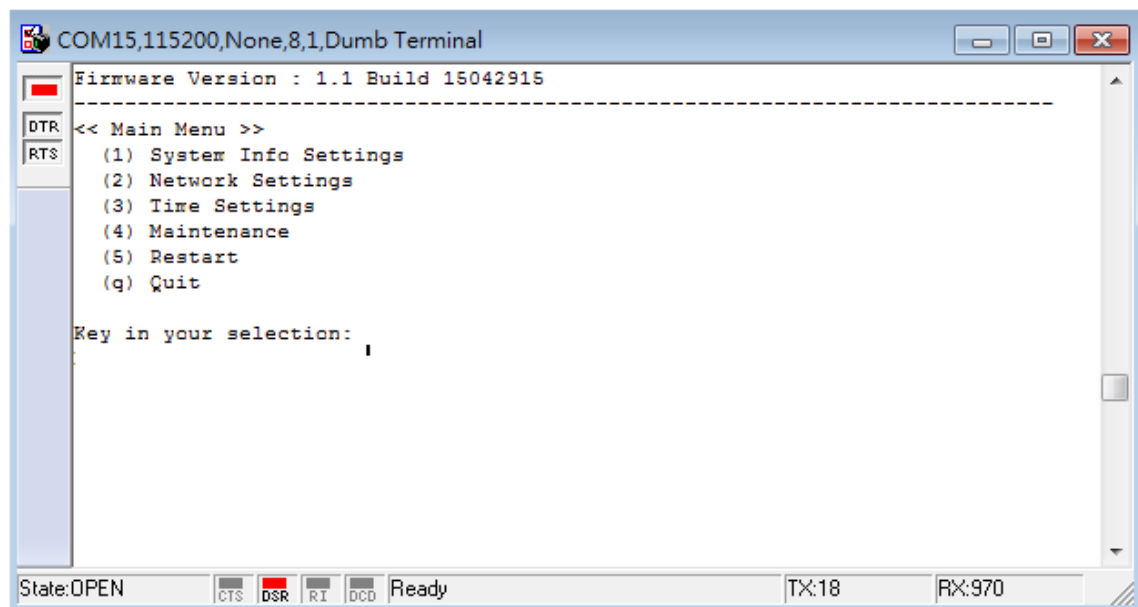 COM15,115200,None,8,1,Dumb Terminal
Firmware Version : 1.1 Build 15042915
-----------------------------------------------------------------------------
DTR
RTS
<< Main Menu >>
(1) System Info Settings
(2) Network Settings
(3) Time Settings
(4) Maintenance
(5) Restart
(q) Quit
Key in your selection:
State:OPEN CTS DSR RI DCD Ready TX:18 RX:970